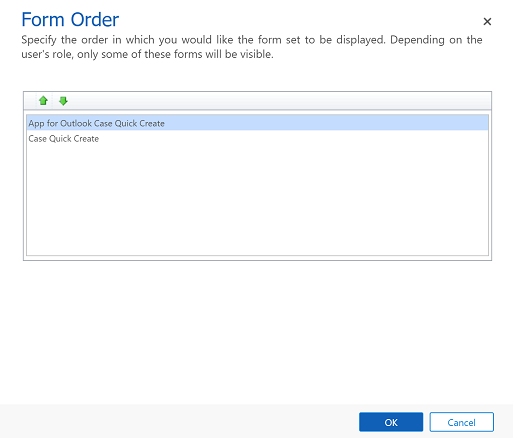 Form Order
Specify the order in which you would like the form set to be displayed. Depending on the
user's role, only some of these forms will be visible.
App for Outlook Case Quick Create
Case Quick Create
OK
Cancel